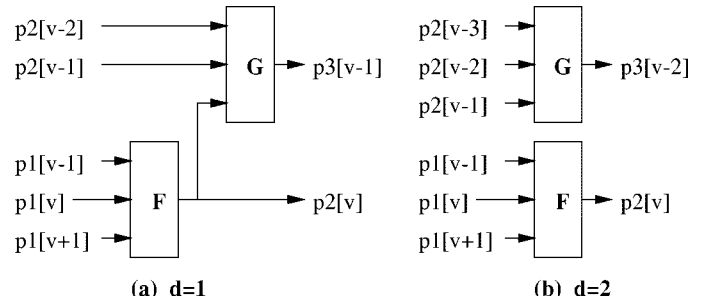 p2[v-2]
p2[v-1]
G
p3[v-1]
p1[v-1]
p1[v]
F
p2[v]
p1[v+1]
(a) d=1
p2[v-3]
p2[v-2]
G
p3[v-2]
p2[v-1]
p1[v-1]
p1[v]
F
p2[v]
p1[v+1]
(b) d=2